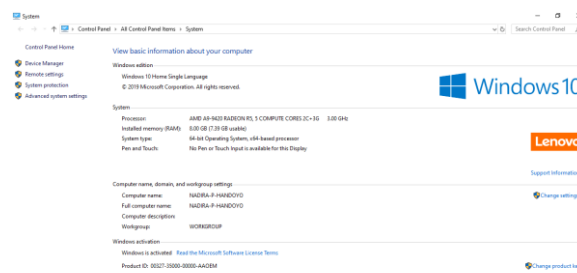 System
Control Panel > All Control Panel Items > System
Search Control Panel
Control Panel Home
Device Manager
Remote settings
System protection
Advanced system settings
View basic information about your computer
Windows edition
Windows 10 Home Single Language
© 2019 Microsoft Corporation. All rights reserved.
Windows 10
System
Processor: AMD A9-9420 RADEON R5, 5 COMPUTE CORES 2C+3G 3.00 GHz
Installed memory (RAM): 8.00 GB (7.39 GB usable)
System type: 64-bit Operating System, x64-based processor
Pen and Touch: No Pen or Touch Input is available for this Display
Lenovo
Support Information
Computer name, domain, and workgroup settings
Computer name: NADIRA-P-HANDOYO
Change settings
Full computer name: NADIRA-P-HANDOYO
Computer description:
Workgroup: WORKGROUP
Windows activation
Windows is activated Read the Microsoft Software License Terms
Product ID: 00327-35000-00000-AAOEM
Change product key